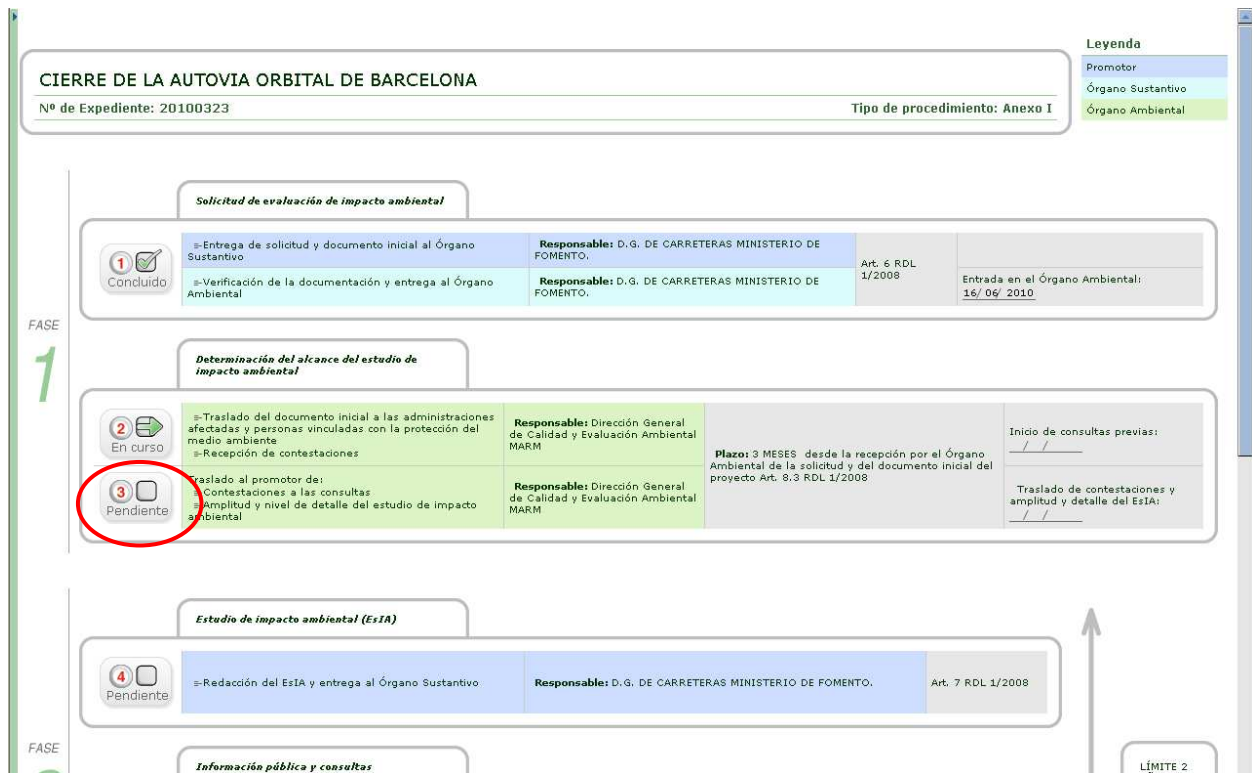 Leyenda
Promotor
Órgano Sustantivo
Órgano Ambiental
CIERRE DE LA AUTOVIA ORBITAL DE BARCELONA
Nº de Expediente: 20100323
Tipo de procedimiento: Anexo I
FASE
1
Solicitud de evaluación de impacto ambiental
1
Concluido
Entrega de solicitud y documento inicial al Órgano
Sustantivo
Responsable: D.G. DE CARRETERAS MINISTERIO DE
FOMENTO.
Verificación de la documentación y entrega al Órgano
Ambiental
Responsable: D.G. DE CARRETERAS MINISTERIO DE
FOMENTO.
Art. 6 RDL
1/2008
Entrada en el Órgano Ambiental:
16/ 06/ 2010
Determinación del alcance del estudio de
impacto ambiental
2
En curso
Traslado del documento inicial a las administraciones
afectadas y personas vinculadas con la protección del
medio ambiente
Recepción de contestaciones
Responsable: Dirección General
de Calidad y Evaluación Ambiental
MARM
3
Pendiente
Traslado al promotor de:
Contestaciones a las consultas
Amplitud y nivel de detalle del estudio de impacto
ambiental
Responsable: Dirección General
de Calidad y Evaluación Ambiental
MARM
Plazo: 3 MESES desde la recepción por el Órgano
Ambiental de la solicitud y del documento inicial del
proyecto Art. 8.3 RDL 1/2008
Inicio de consultas previas:
/ /
Traslado de contestaciones y
amplitud y detalle del EsIA:
/ /
Estudio de impacto ambiental (EsIA)
4
Pendiente
Redacción del EsIA y entrega al Órgano Sustantivo
Responsable: D.G. DE CARRETERAS MINISTERIO DE FOMENTO.
Art. 7 RDL 1/2008
FASE
Información pública y consultas
LÍMITE 2